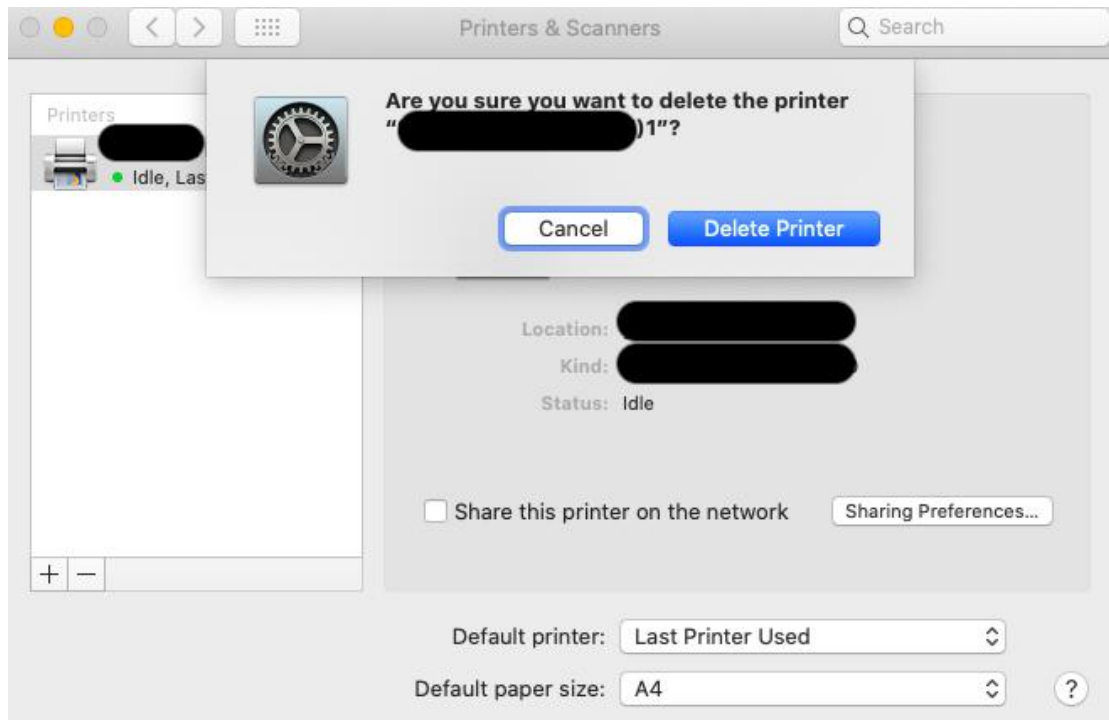 Printers & Scanners
Search
Are you sure you want to delete the printer
“)1”?
Cancel
Delete Printer
Printers
Idle, Las
Location:
Kind:
Status: Idle
Share this printer on the network
Sharing Preferences...
+ −
Default printer: Last Printer Used
Default paper size: A4
?